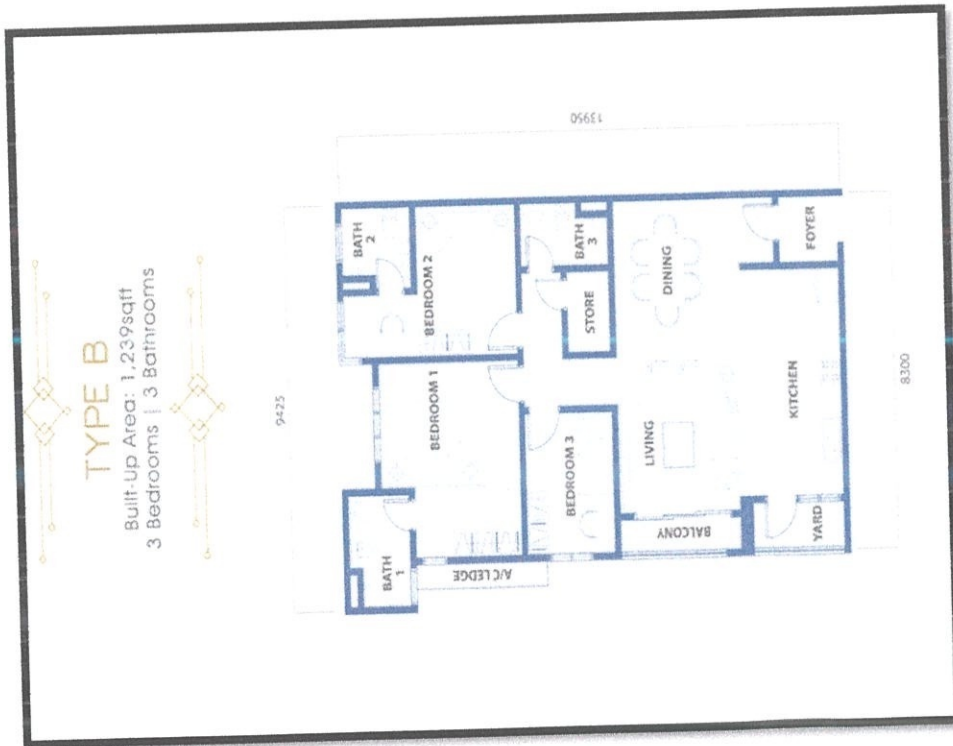 TYPE B
Built-Up Area: 1,239sqft
3 Bedrooms | 3 Bathrooms
9425
13950
8300
BATH
1
BATH
2
BEDROOM 1
BEDROOM 2
A/C LEDGE
BEDROOM 3
STORE
BATH
3
BALCONY
LIVING
DINING
YARD
KITCHEN
FOYER